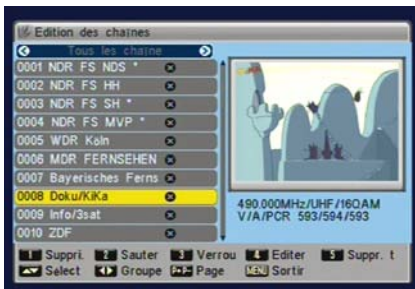 Edition des chaînes
Tous les chaîne
0001 NDR FS NDS *
0002 NDR FS HH
0003 NDR FS SH *
0004 NDR FS MVP *
0005 WDR Köln
0006 MDR FERNSEHEN
0007 Bayerisches Ferns
0008 Doku/KiKa
0009 Info/3sat
0010 ZDF
490.000MHz/UHF/16QAM
V/A/PCR 593/594/593
1 Suppri. 2 Sauter 3 Verrou 4 Editer 5 Suppr. t
Sélect Groupe P+P- Page MENU Sortir